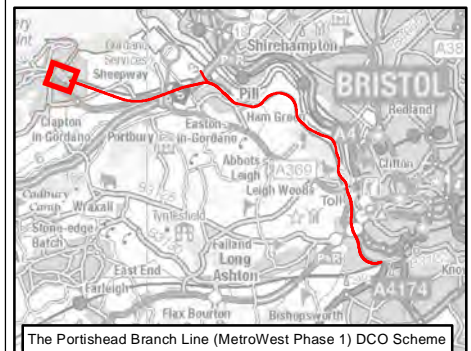 Shirehampton
Services
Sheepway
BRISTOL
Pill
Redland
Clapton
in-Gordano
Portbury
Easton-
in-Gordano
Ham Green
Clifton
Abbots
Leigh
A369
Leigh Woods
Toll
Cadbury
Camp
Wraxall
Tyntesfield
Stone-edge
Batch
Failand
Long
Ashton
P&R
East End
Farleigh
A4174
Flax Bourton
Bishopsworth
The Portishead Branch Line (MetroWest Phase 1) DCO Scheme